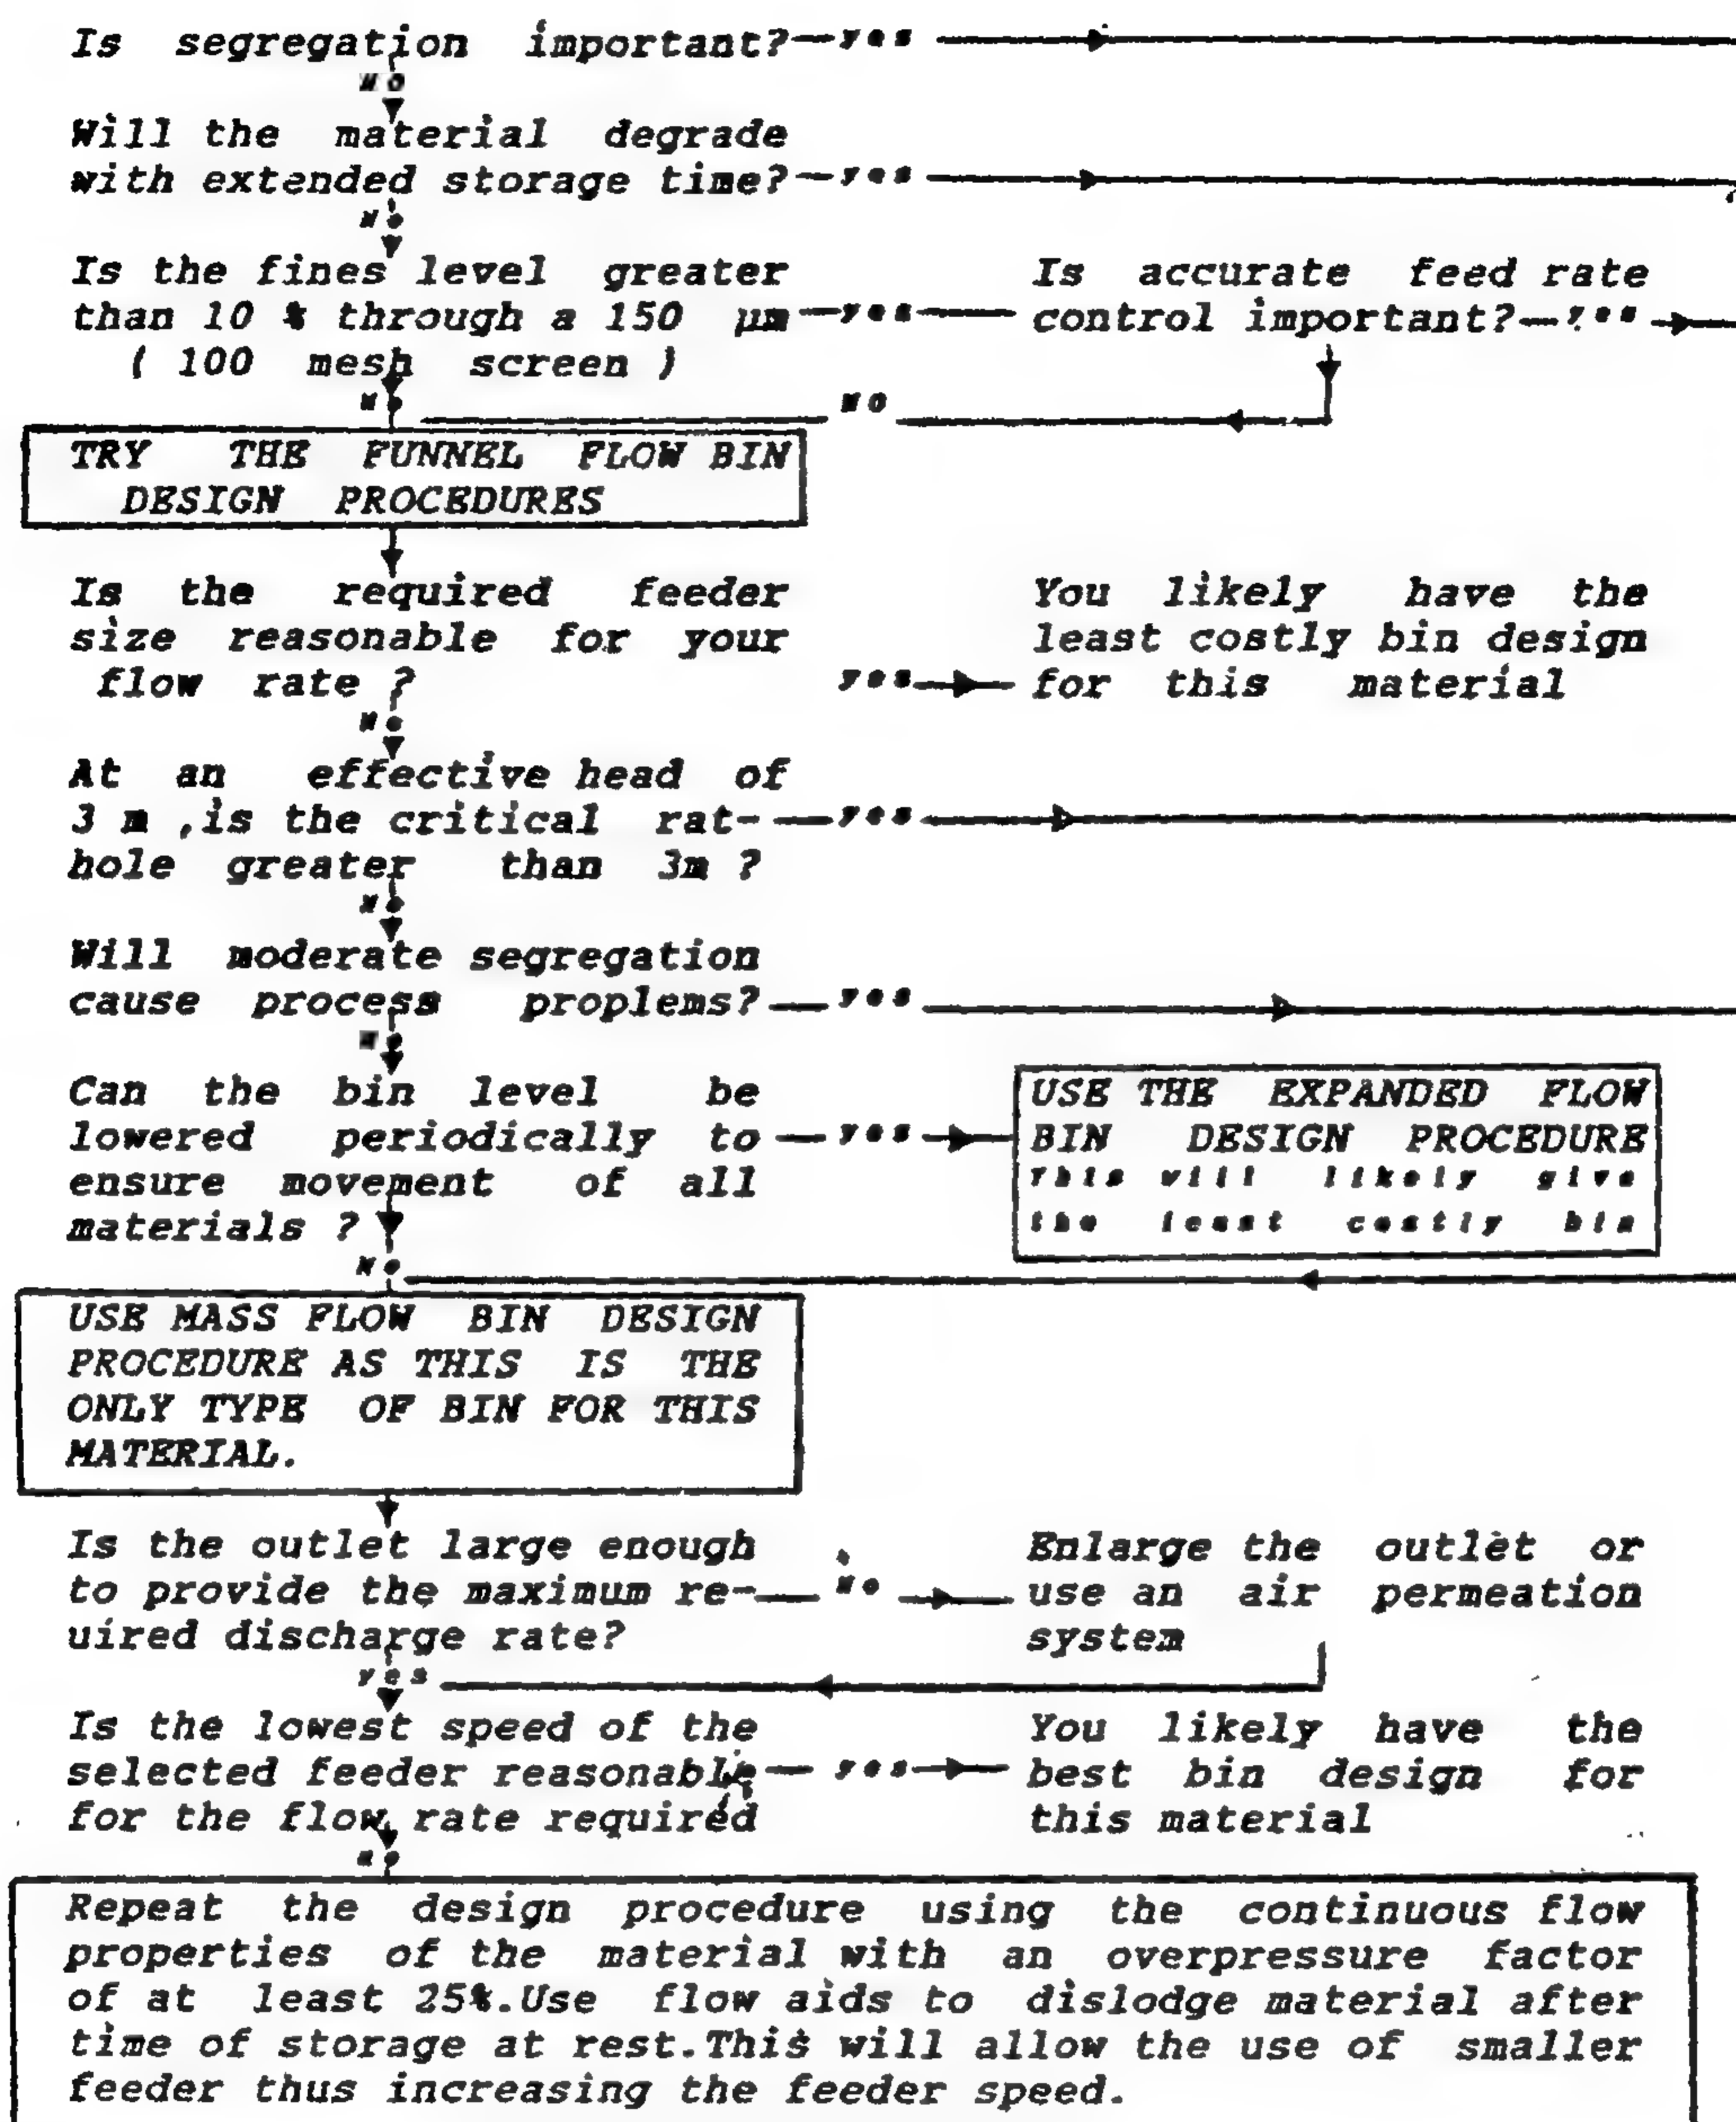 Is segregation important? yes
No
Will the material degrade
with extended storage time? yes
No
Is the fines level greater
than 10 % through a 150 µm
( 100 mesh screen )
yes
Is accurate feed rate
control important? yes
No
No
TRY THE FUNNEL FLOW BIN
DESIGN PROCEDURES
Is the required feeder
size reasonable for your
flow rate ?
yes
You likely have the
least costly bin design
for this material
No
At an effective head of
3 m ,is the critical rat-
hole greater than 3m ?
yes
No
Will moderate segregation
cause process proplems? yes
No
Can the bin level be
lowered periodically to
ensure movement of all
materials ?
yes
USE THE EXPANDED FLOW
BIN DESIGN PROCEDURE
This will likely give
the least costly bin
No
USE MASS FLOW BIN DESIGN
PROCEDURE AS THIS IS THE
ONLY TYPE OF BIN FOR THIS
MATERIAL.
Is the outlet large enough
to provide the maximum re-
uired discharge rate?
No
Enlarge the outlet or
use an air permeation
system
yes
Is the lowest speed of the
selected feeder reasonable
for the flow rate required
yes
You likely have the
best bin design for
this material
no
Repeat the design procedure using the continuous flow
properties of the material with an overpressure factor
of at least 25%.Use flow aids to dislodge material after
time of storage at rest.This will allow the use of smaller
feeder thus increasing the feeder speed.